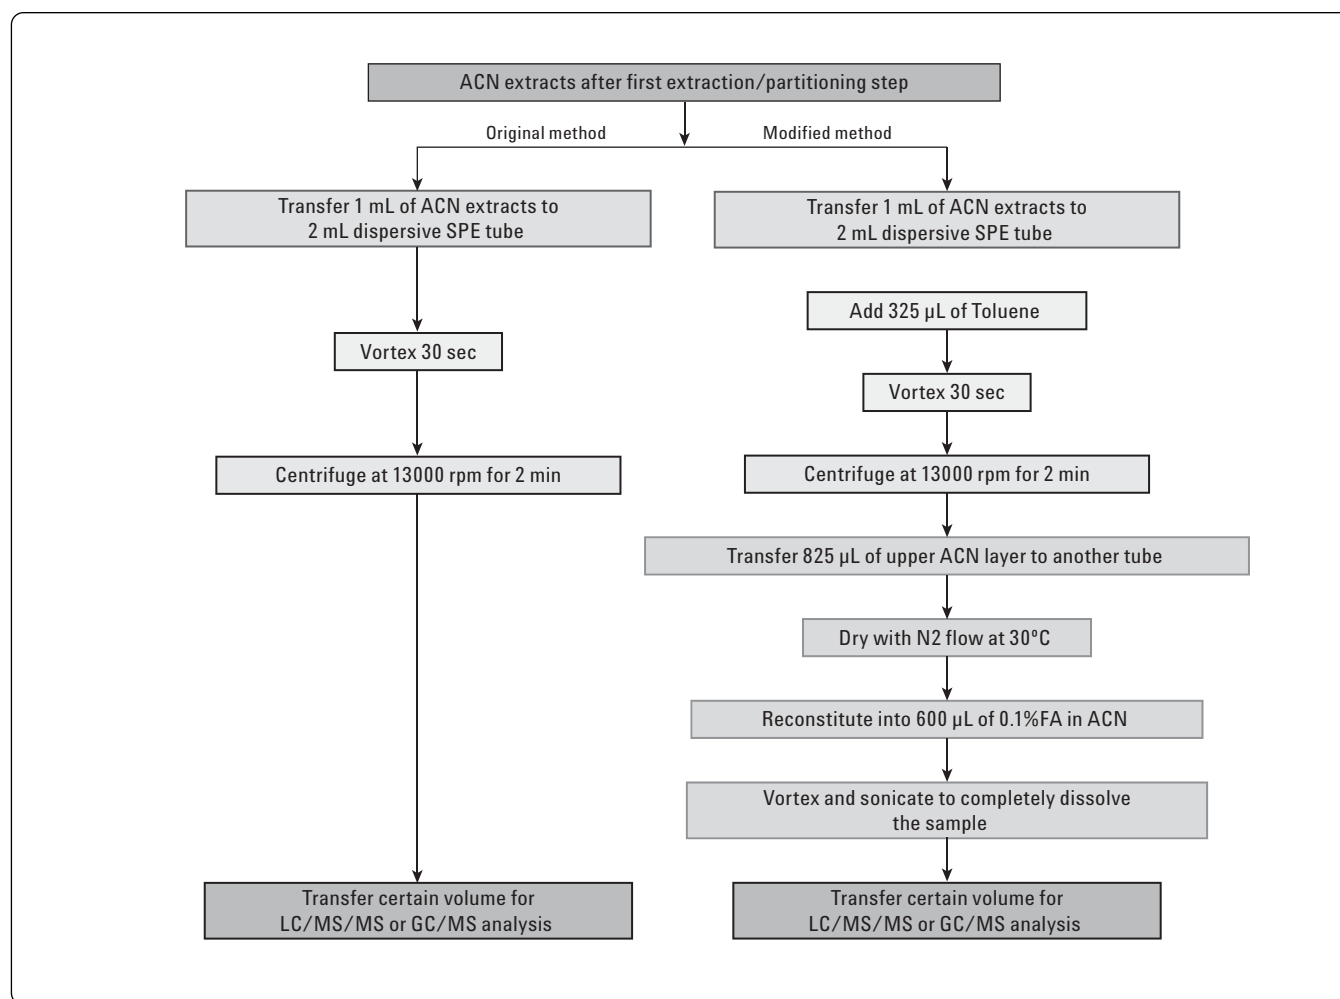 ACN extracts after first extraction/partitioning step
Original method
Modified method
Transfer 1 mL of ACN extracts to
2 mL dispersive SPE tube
Vortex 30 sec
Centrifuge at 13000 rpm for 2 min
Transfer certain volume for
LC/MS/MS or GC/MS analysis
Transfer 1 mL of ACN extracts to
2 mL dispersive SPE tube
Add 325 µL of Toluene
Vortex 30 sec
Centrifuge at 13000 rpm for 2 min
Transfer 825 µL of upper ACN layer to another tube
Dry with N2 flow at 30ºC
Reconstitute into 600 µL of 0.1%FA in ACN
Vortex and sonicate to completely dissolve
the sample
Transfer certain volume for
LC/MS/MS or GC/MS analysis